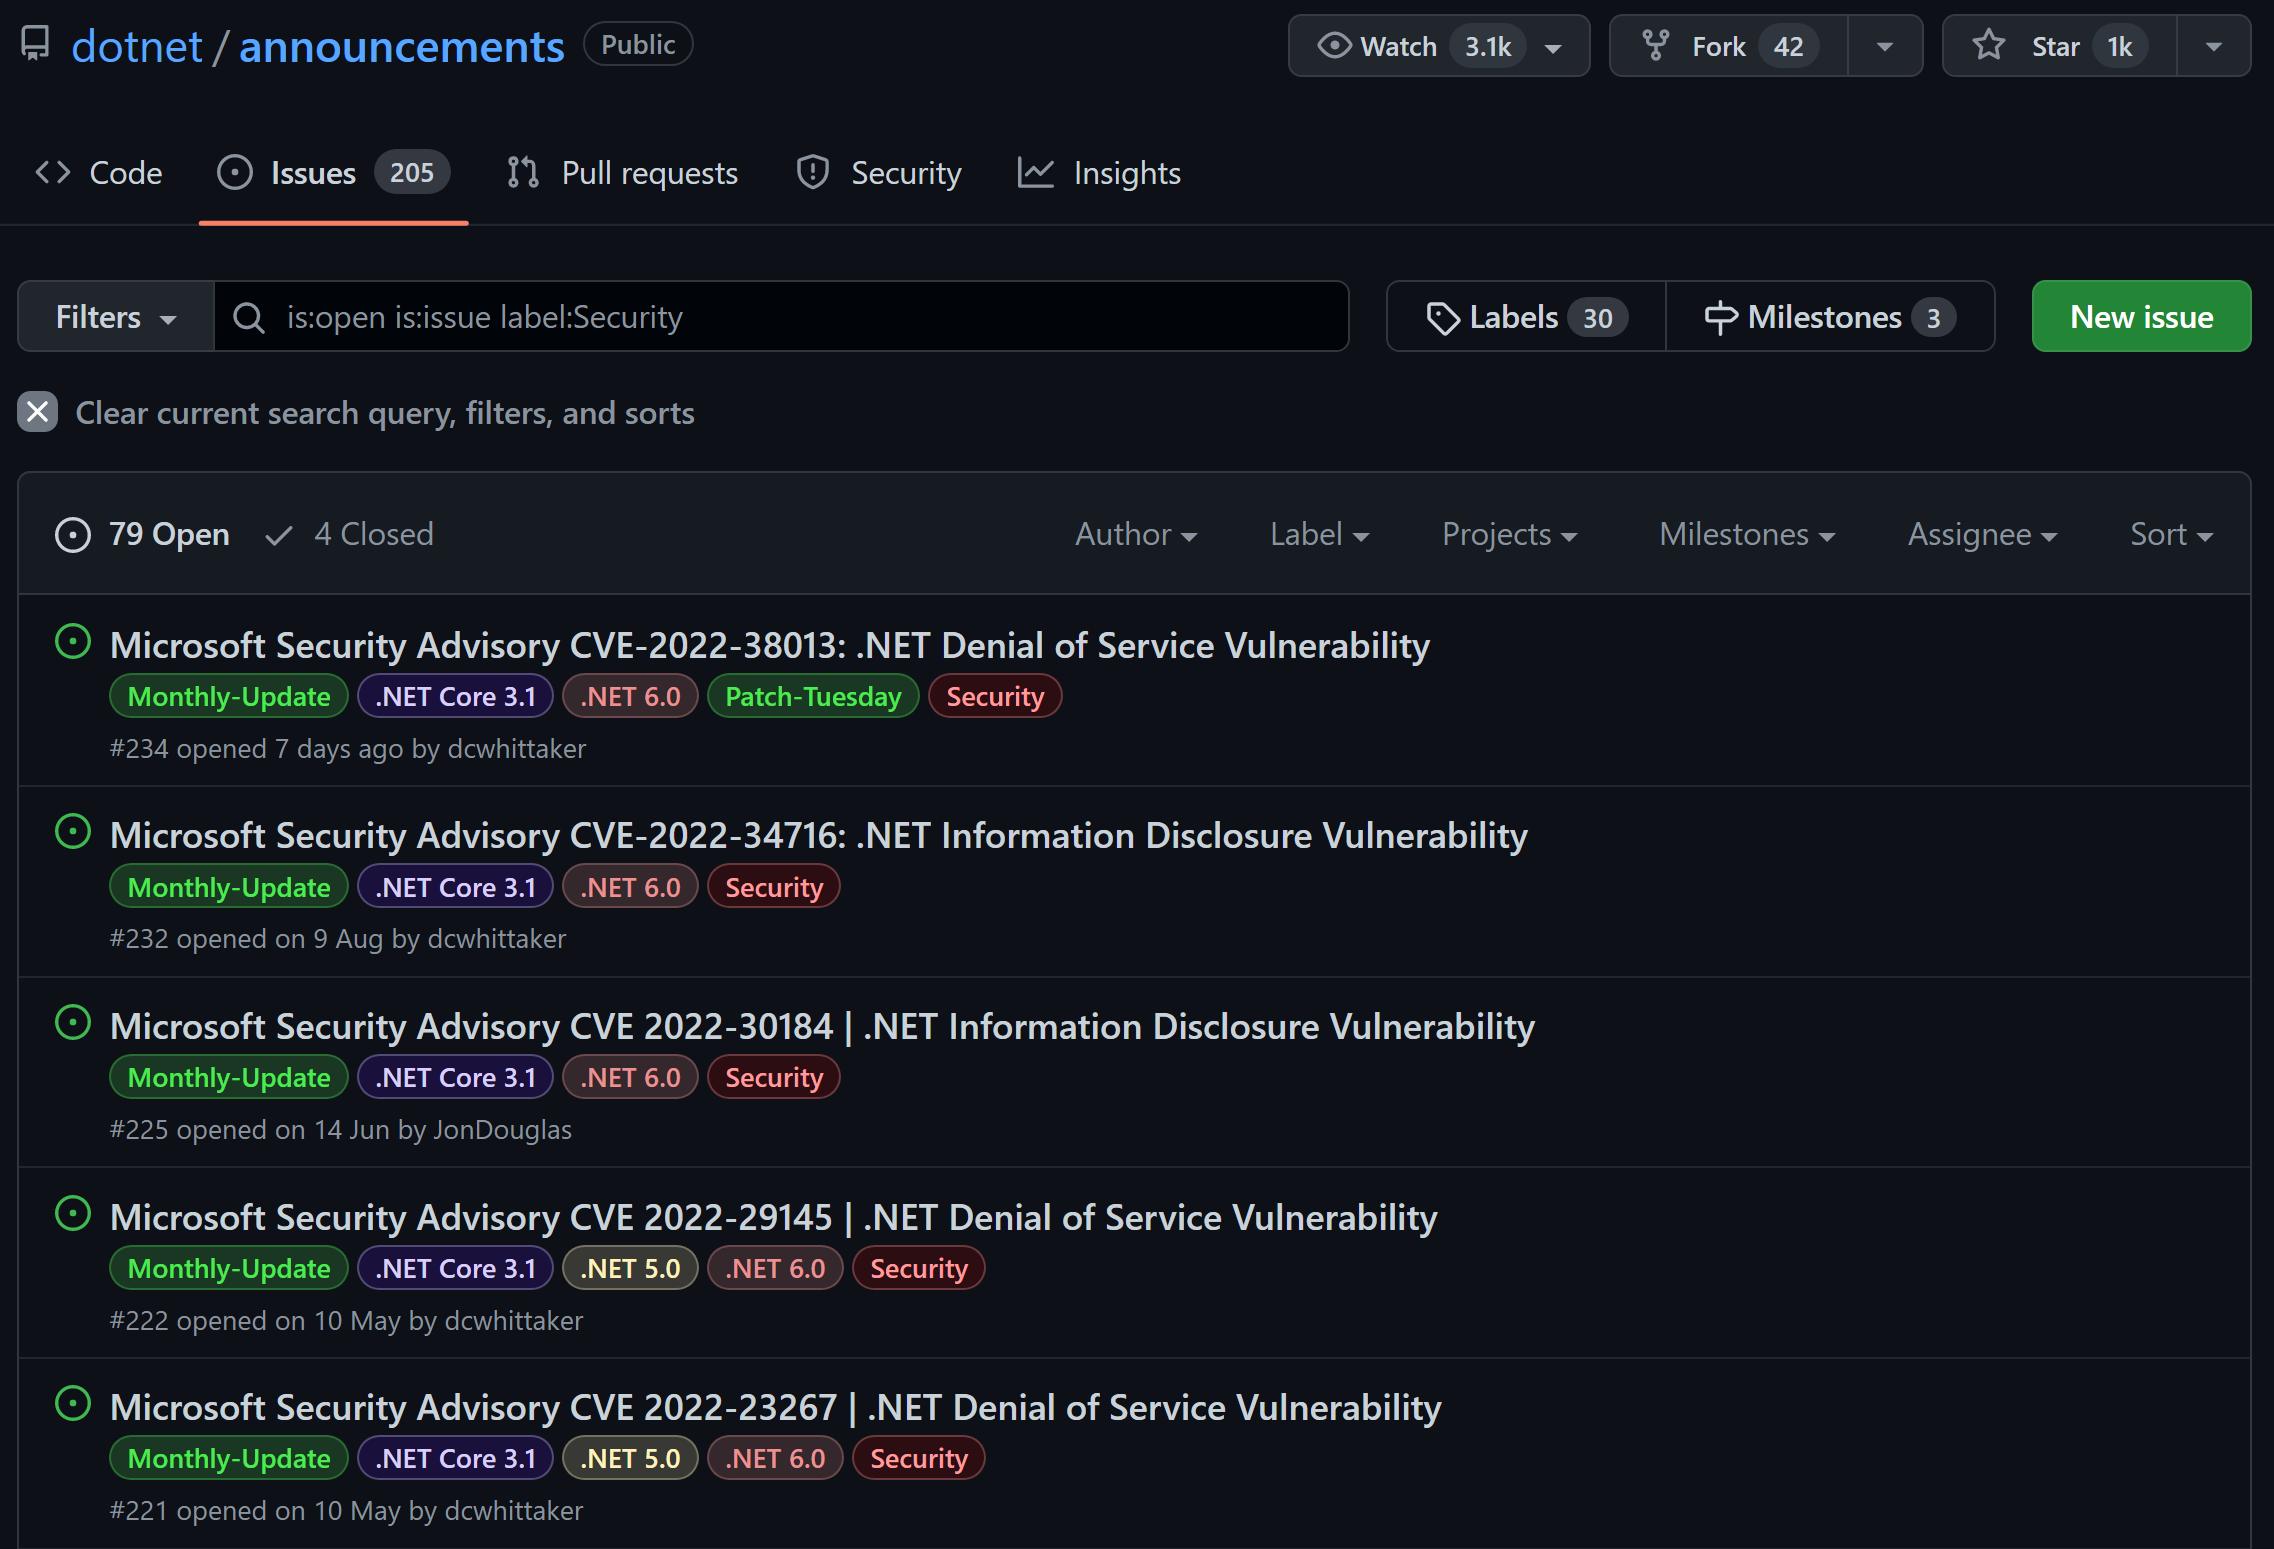 dotnet / announcements Public Watch 3.1k Fork 42 Star 1k
Code Issues 205 Pull requests Security Insights
Filters is:open is:issue label:Security Labels 30 Milestones 3 New issue
Clear current search query, filters, and sorts
79 Open 4 Closed Author Label Projects Milestones Assignee Sort
Microsoft Security Advisory CVE-2022-38013: .NET Denial of Service Vulnerability
Monthly-Update .NET Core 3.1 .NET 6.0 Patch-Tuesday Security
#234 opened 7 days ago by dcwhittaker
Microsoft Security Advisory CVE-2022-34716: .NET Information Disclosure Vulnerability
Monthly-Update .NET Core 3.1 .NET 6.0 Security
#232 opened on 9 Aug by dcwhittaker
Microsoft Security Advisory CVE 2022-30184 | .NET Information Disclosure Vulnerability
Monthly-Update .NET Core 3.1 .NET 6.0 Security
#225 opened on 14 Jun by JonDouglas
Microsoft Security Advisory CVE 2022-29145 | .NET Denial of Service Vulnerability
Monthly-Update .NET Core 3.1 .NET 5.0 .NET 6.0 Security
#222 opened on 10 May by dcwhittaker
Microsoft Security Advisory CVE 2022-23267 | .NET Denial of Service Vulnerability
Monthly-Update .NET Core 3.1 .NET 5.0 .NET 6.0 Security
#221 opened on 10 May by dcwhittaker